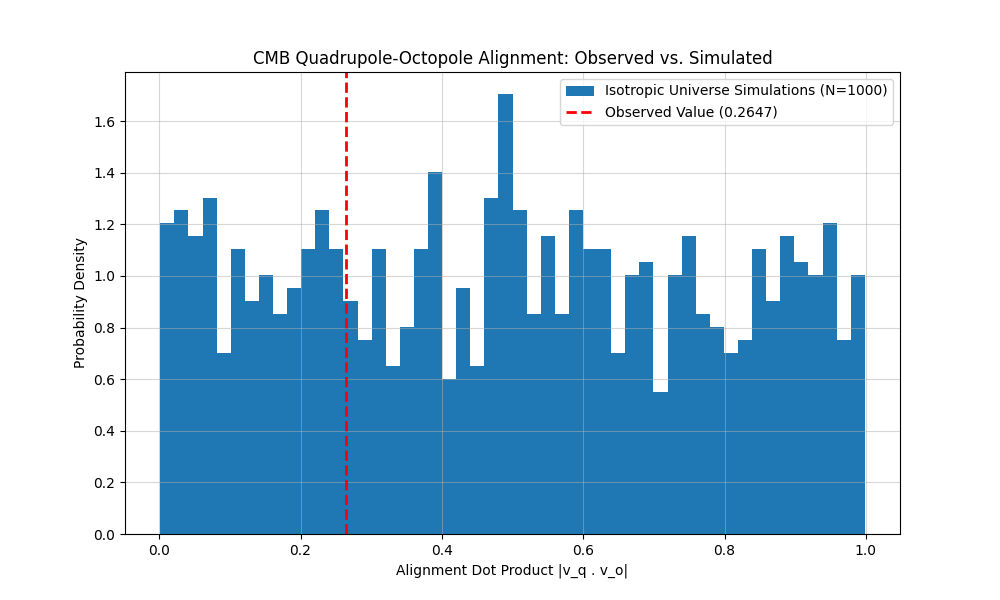 CMB Quadrupole-Octopole Alignment: Observed vs. Simulated
Isotropic Universe Simulations (N=1000)
Observed Value (0.2647)
Probability Density
1.6
1.4
1.2
1.0
0.8
0.6
0.4
0.2
0.0
0.0 0.2 0.4 0.6 0.8 1.0
Alignment Dot Product |v_q . v_o|